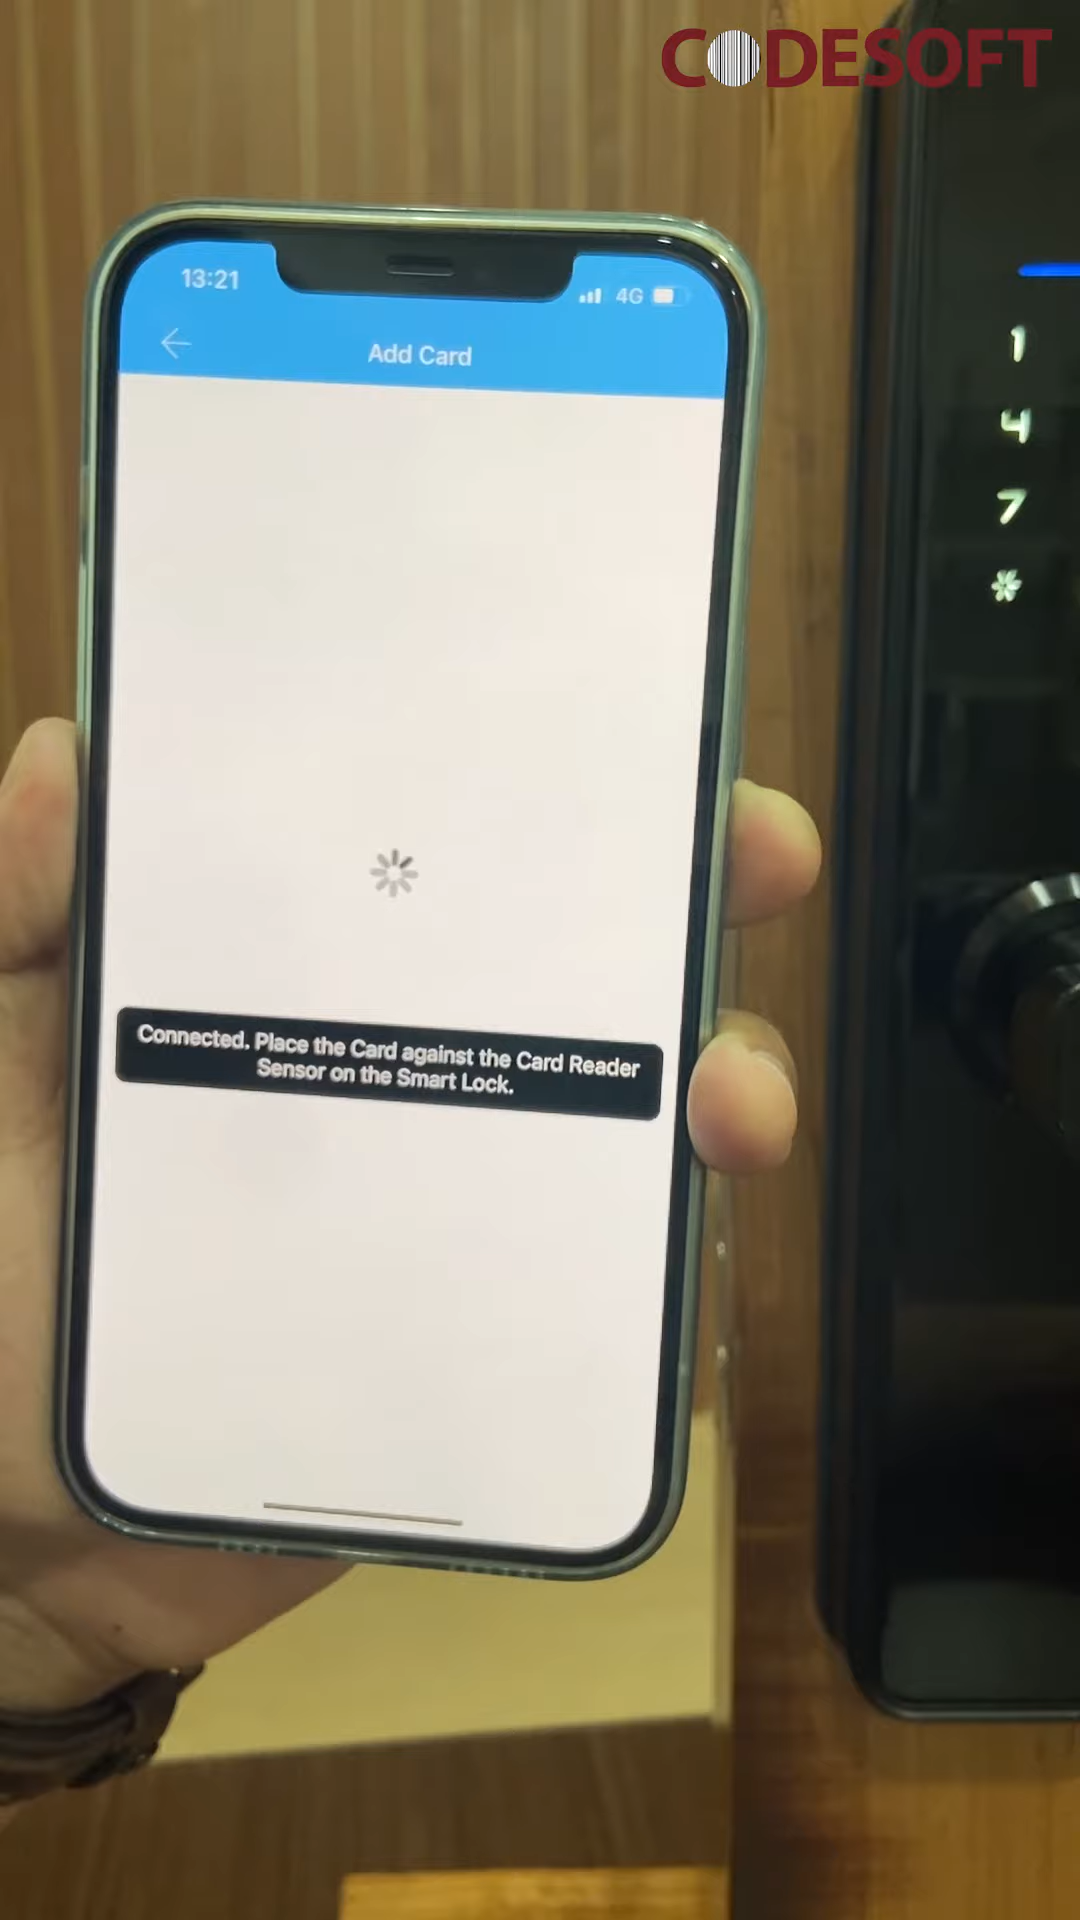 CODESOFT
13:21
4G
Add Card
1
4
7
*
Connected. Place the Card against the Card Reader
Sensor on the Smart Lock.